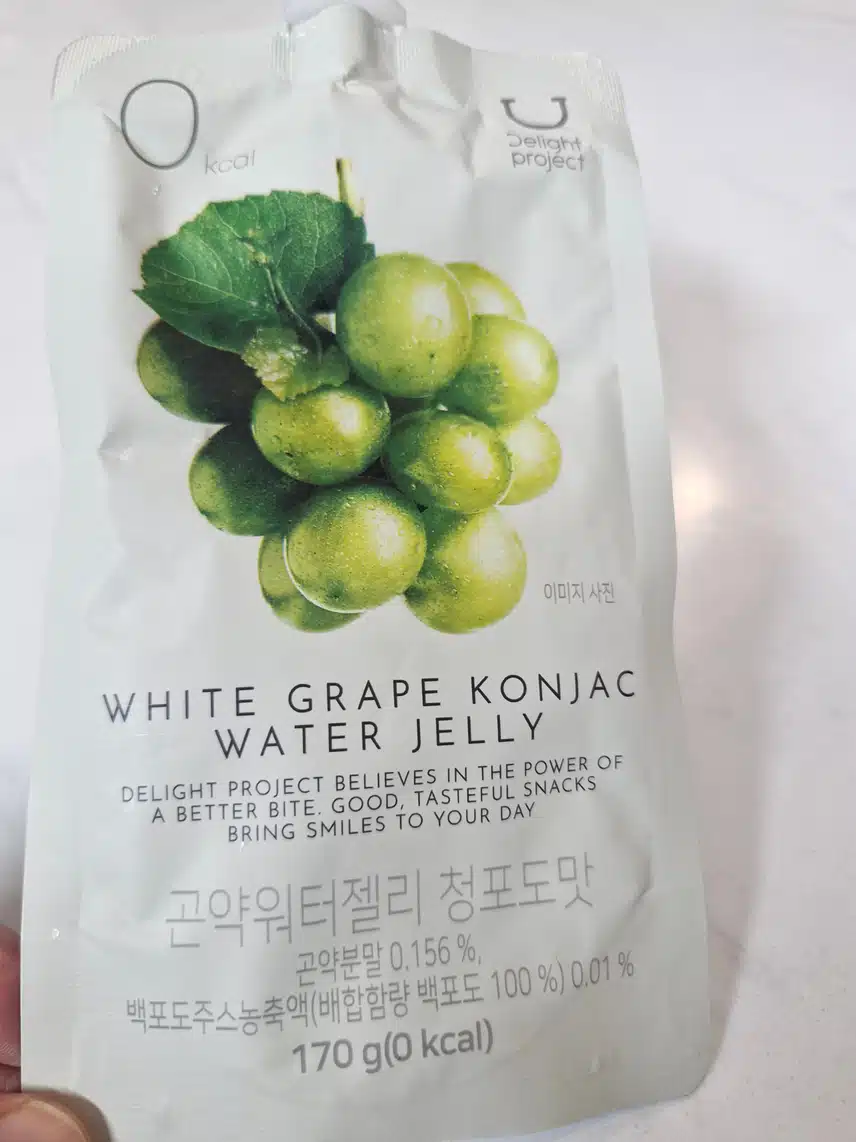 0 kcal
Delight
project
이미지 사진
WHITE GRAPE KONJAC
WATER JELLY
DELIGHT PROJECT BELIEVES IN THE POWER OF
A BETTER BITE. GOOD, TASTEFUL SNACKS
BRING SMILES TO YOUR DAY
곤약워터젤리 청포도맛
곤약분말 0.156 %,
백포도주스농축액(배합함량 백포도 100 %) 0.01 %
170 g(0 kcal)